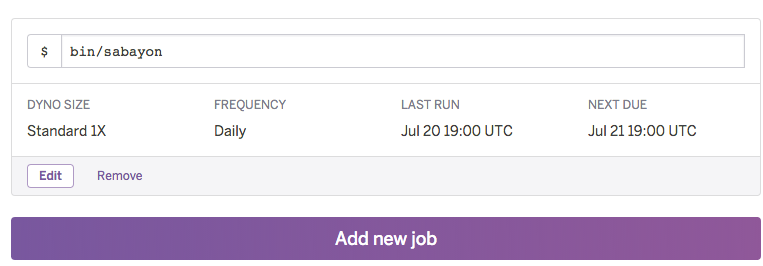 $ bin/sabayon
DYNO SIZE FREQUENCY LAST RUN NEXT DUE
Standard 1X Daily Jul 20 19:00 UTC Jul 21 19:00 UTC
Edit Remove
Add new job